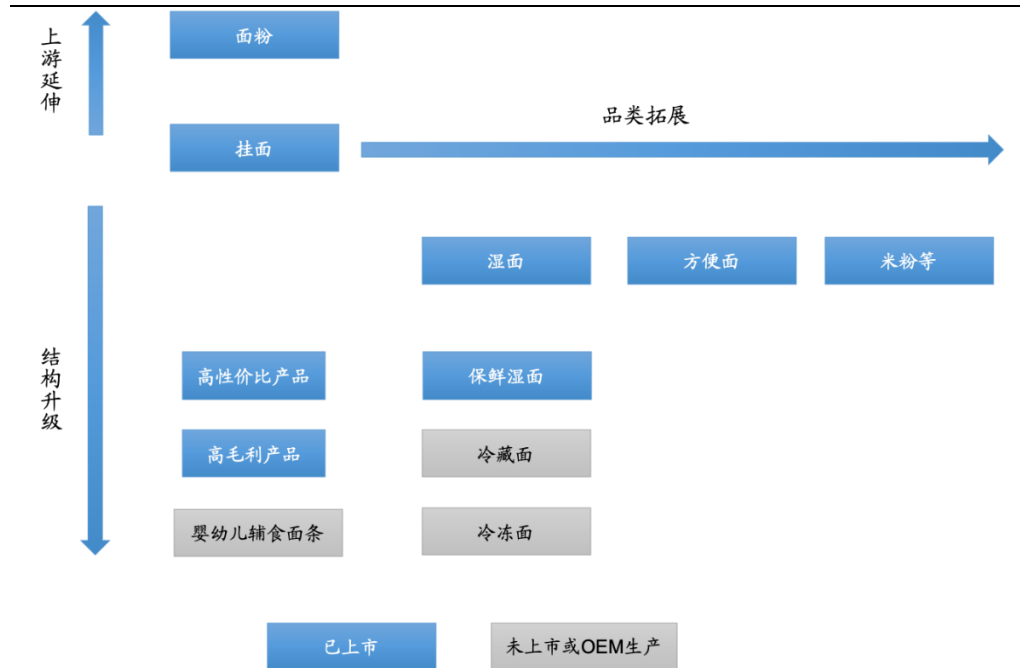 上游延伸
面粉
挂面
品类拓展
湿面
方便面
米粉等
结构升级
高性价比产品
保鲜湿面
高毛利产品
冷藏面
婴幼儿辅食面条
冷冻面
已上市
未上市或OEM生产